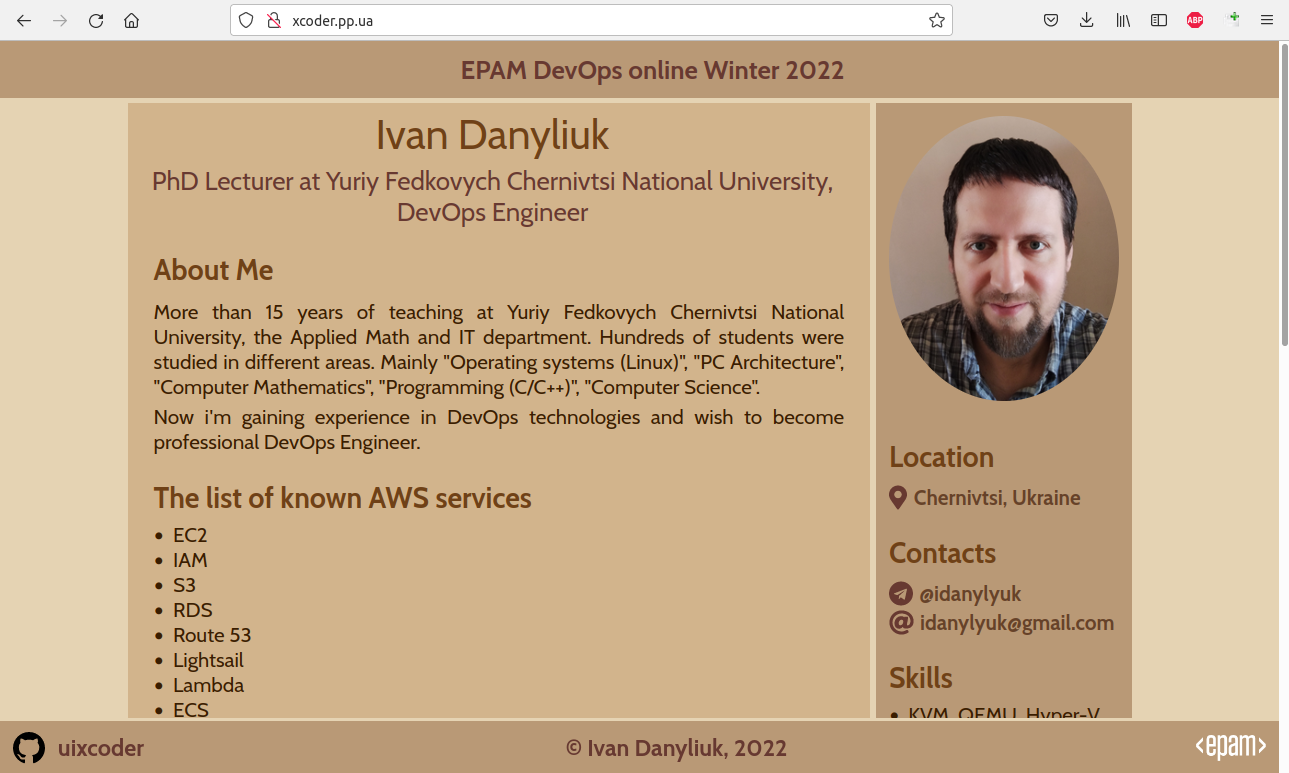 xcoder.pp.ua
ABP
EPAM DevOps online Winter 2022
Ivan Danyliuk
PhD Lecturer at Yuriy Fedkovych Chernivtsi National University,
DevOps Engineer
About Me
More than 15 years of teaching at Yuriy Fedkovych Chernivtsi National
University, the Applied Math and IT department. Hundreds of students were
studied in different areas. Mainly "Operating systems (Linux)", "PC Architecture",
"Computer Mathematics", "Programming (C/C++)", "Computer Science".
Now i'm gaining experience in DevOps technologies and wish to become
professional DevOps Engineer.
The list of known AWS services
• EC2
• IAM
• S3
• RDS
• Route 53
• Lightsail
• Lambda
• ECS
Location
Chernivtsi, Ukraine
Contacts
@idanylyuk
idanylyuk@gmail.com
Skills
• KVM, QEMU, Hyper-V
uixcoder
© Ivan Danyliuk, 2022
<epam>